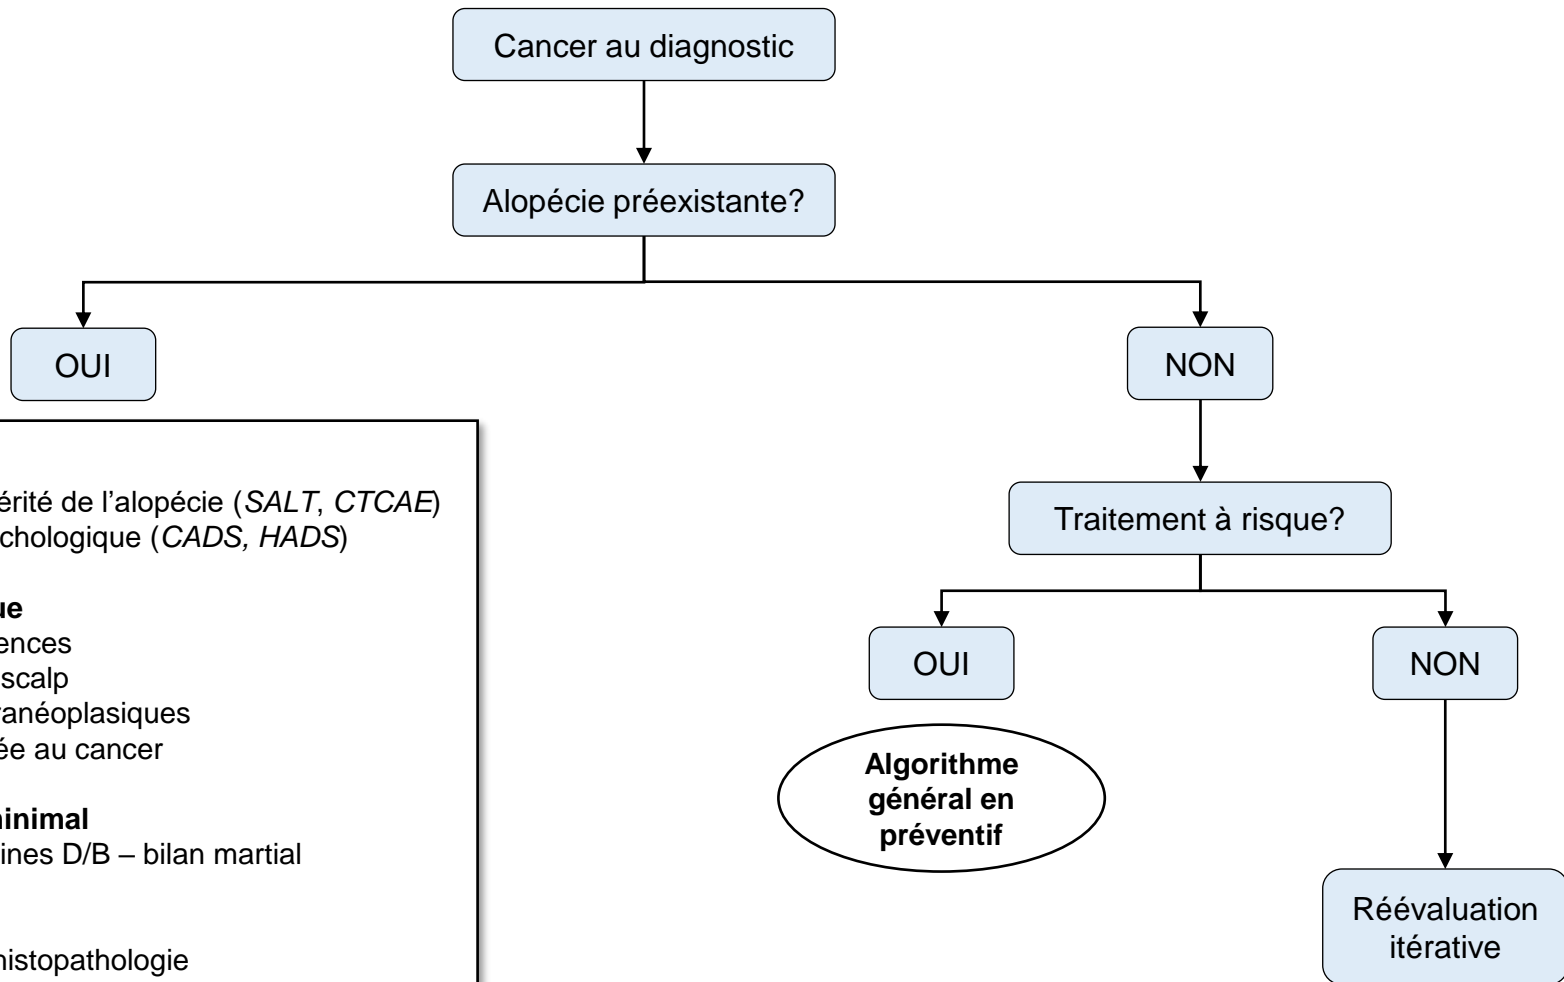 Cancer au diagnostic
Alopécie préexistante?
OUI
NON
érité de l'alopécie (SALT, CTCAE)
chologique (CADS, HADS)
ue
ences
scalp
ranéoplasiques
ée au cancer
minimal
ines D/B – bilan martial
histopathologie
Traitement à risque?
OUI
NON
Algorithme
général en
préventif
Réévaluation
itérative